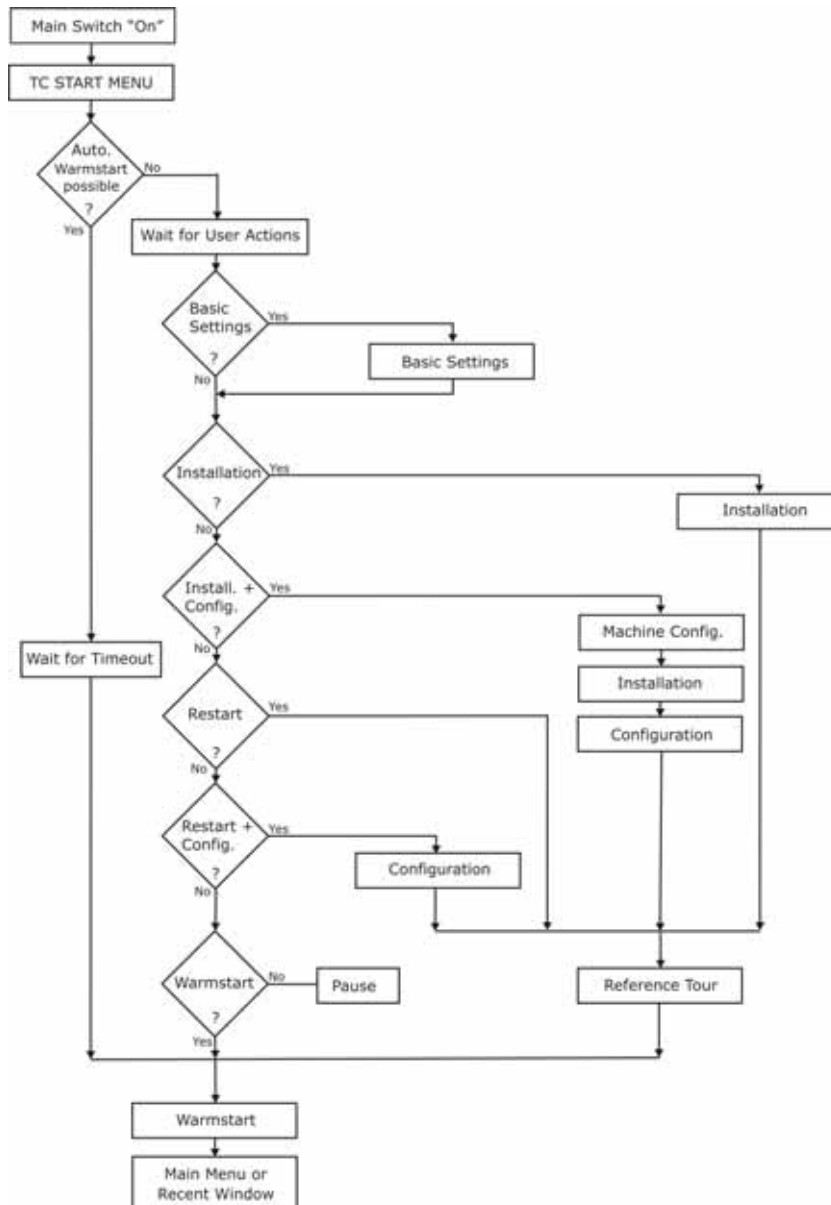 Main Switch “On”
TC START MENU
Auto.
Warmstart
possible
?
No
Yes
Wait for User Actions
Basic
Settings
?
Yes
No
Basic Settings
Installation
?
Yes
No
Installation
Install. +
Config.
?
Yes
No
Machine Config.
Wait for Timeout
Installation
Restart
?
Yes
No
Configuration
Restart +
Config.
?
Yes
No
Configuration
Warmstart
?
No
Yes
Pause
Reference Tour
Warmstart
Main Menu or
Recent Window